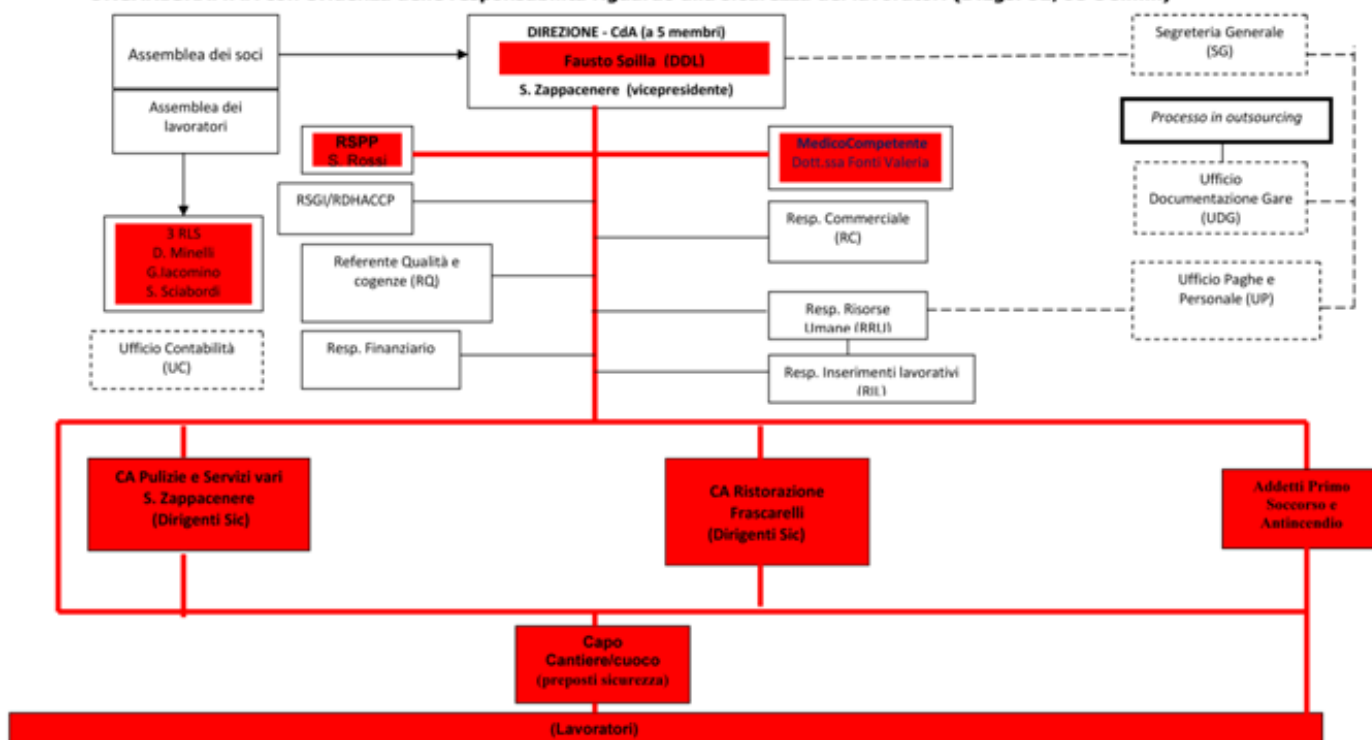 Assemblea dei soci
Assemblea dei
lavoratori
DIREZIONE - CdA (a 5 membri)
Fausto Spilla (DDL)
S. Zappacenere (vicepresidente)
Segreteria Generale
(SG)
Processo in outsourcing
RSPP
S. Rossi
MedicoCompetente
Dott.ssa Fonti Valeria
RSGI/RDHACCP
Ufficio
Documentazione Gare
(UDG)
3 RLS
D. Minelli
G.Iacomino
S. Sciabordi
Resp. Commerciale
(RC)
Referente Qualità e
cogenze (RQ)
Ufficio Paghe e
Personale (UP)
Resp. Risorse
Umane (RRU)
Ufficio Contabilità
(UC)
Resp. Finanziario
Resp. Inserimenti lavorativi
(RIL)
CA Pulizie e Servizi vari
S. Zappacenere
(Dirigenti Sic)
CA Ristorazione
Frascarelli
(Dirigenti Sic)
Addetti Primo
Soccorso e
Antincendio
Capo
Cantiere/cuoco
(preposti sicurezza)
(Lavoratori)